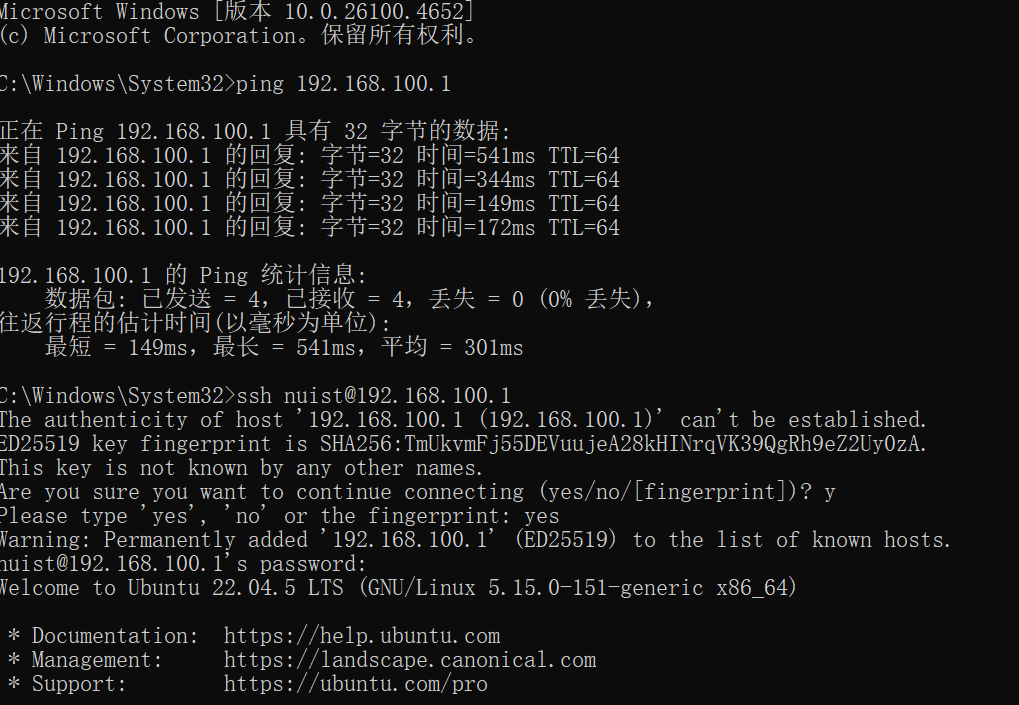 Microsoft Windows [版本 10.0.26100.4652]
(c) Microsoft Corporation。保留所有权利。
C:\Windows\System32>ping 192.168.100.1
正在 Ping 192.168.100.1 具有 32 字节的数据:
来自 192.168.100.1 的回复: 字节=32 时间=541ms TTL=64
来自 192.168.100.1 的回复: 字节=32 时间=344ms TTL=64
来自 192.168.100.1 的回复: 字节=32 时间=149ms TTL=64
来自 192.168.100.1 的回复: 字节=32 时间=172ms TTL=64
192.168.100.1 的 Ping 统计信息:
数据包: 已发送 = 4，已接收 = 4，丢失 = 0 (0% 丢失)，
往返行程的估计时间(以毫秒为单位):
最短 = 149ms，最长 = 541ms，平均 = 301ms
C:\Windows\System32>ssh nuist@192.168.100.1
The authenticity of host '192.168.100.1 (192.168.100.1)' can't be established.
ED25519 key fingerprint is SHA256:TmUkvmFj55DEVuujeA28kHINrqVK39QgRh9eZ2UyOzA.
This key is not known by any other names.
Are you sure you want to continue connecting (yes/no/[fingerprint])? y
Please type 'yes', 'no' or the fingerprint: yes
Warning: Permanently added '192.168.100.1' (ED25519) to the list of known hosts.
nuist@192.168.100.1's password:
Welcome to Ubuntu 22.04.5 LTS (GNU/Linux 5.15.0-151-generic x86_64)
* Documentation: https://help.ubuntu.com
* Management: https://landscape.canonical.com
* Support: https://ubuntu.com/pro